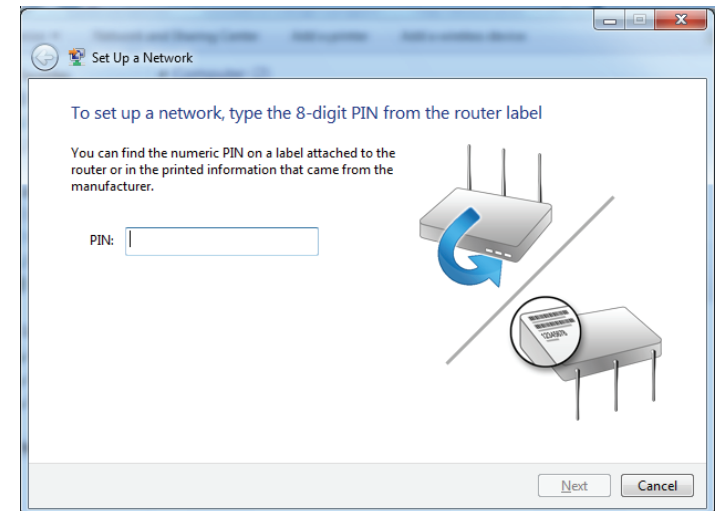 Set Up a Network
To set up a network, type the 8-digit PIN from the router label
You can find the numeric PIN on a label attached to the
router or in the printed information that came from the
manufacturer.
PIN:
12345678
Next
Cancel